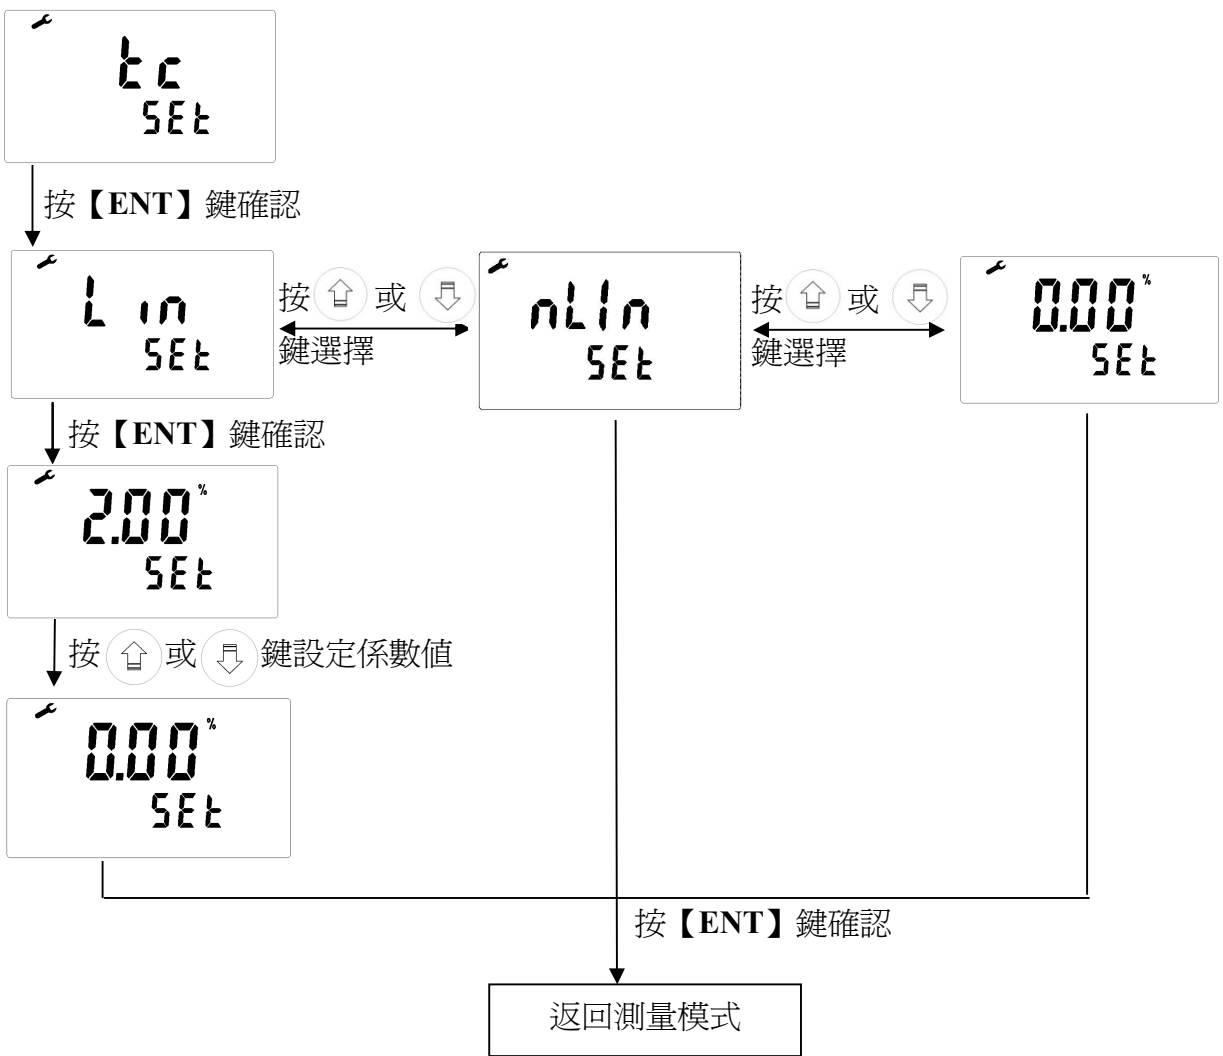 tc
SEt
按【ENT】鍵確認
Lin
SEt
按 或
鍵選擇
nLIn
SEt
按 或
鍵選擇
0.00%
SEt
按【ENT】鍵確認
2.00%
SEt
按 或 鍵設定係數值
0.00%
SEt
按【ENT】鍵確認
返回測量模式